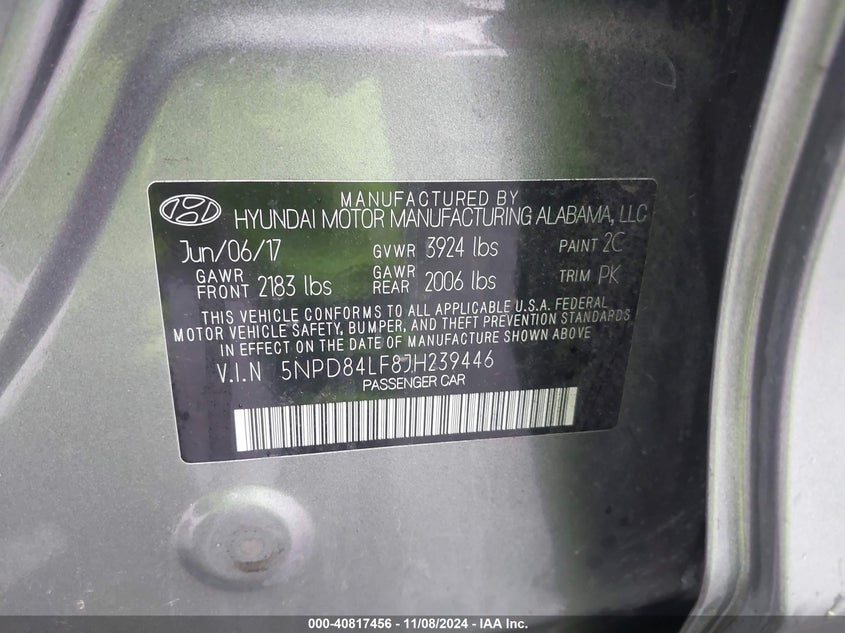 MANUFACTURED BY
HYUNDAI MOTOR MANUFACTURING ALABAMA, LLC
Jun/06/17 GVWR 3924 lbs PAINT 2C
GAWR FRONT 2183 lbs GAWR REAR 2006 lbs TRIM PK
THIS VEHICLE CONFORMS TO ALL APPLICABLE U.S.A. FEDERAL
MOTOR VEHICLE SAFETY, BUMPER, AND THEFT PREVENTION STANDARDS
IN EFFECT ON THE DATE OF MANUFACTURE SHOWN ABOVE
V.I.N 5NPD84LF8JH239446
PASSENGER CAR
000-40817456 - 11/08/2024 - IAA Inc.